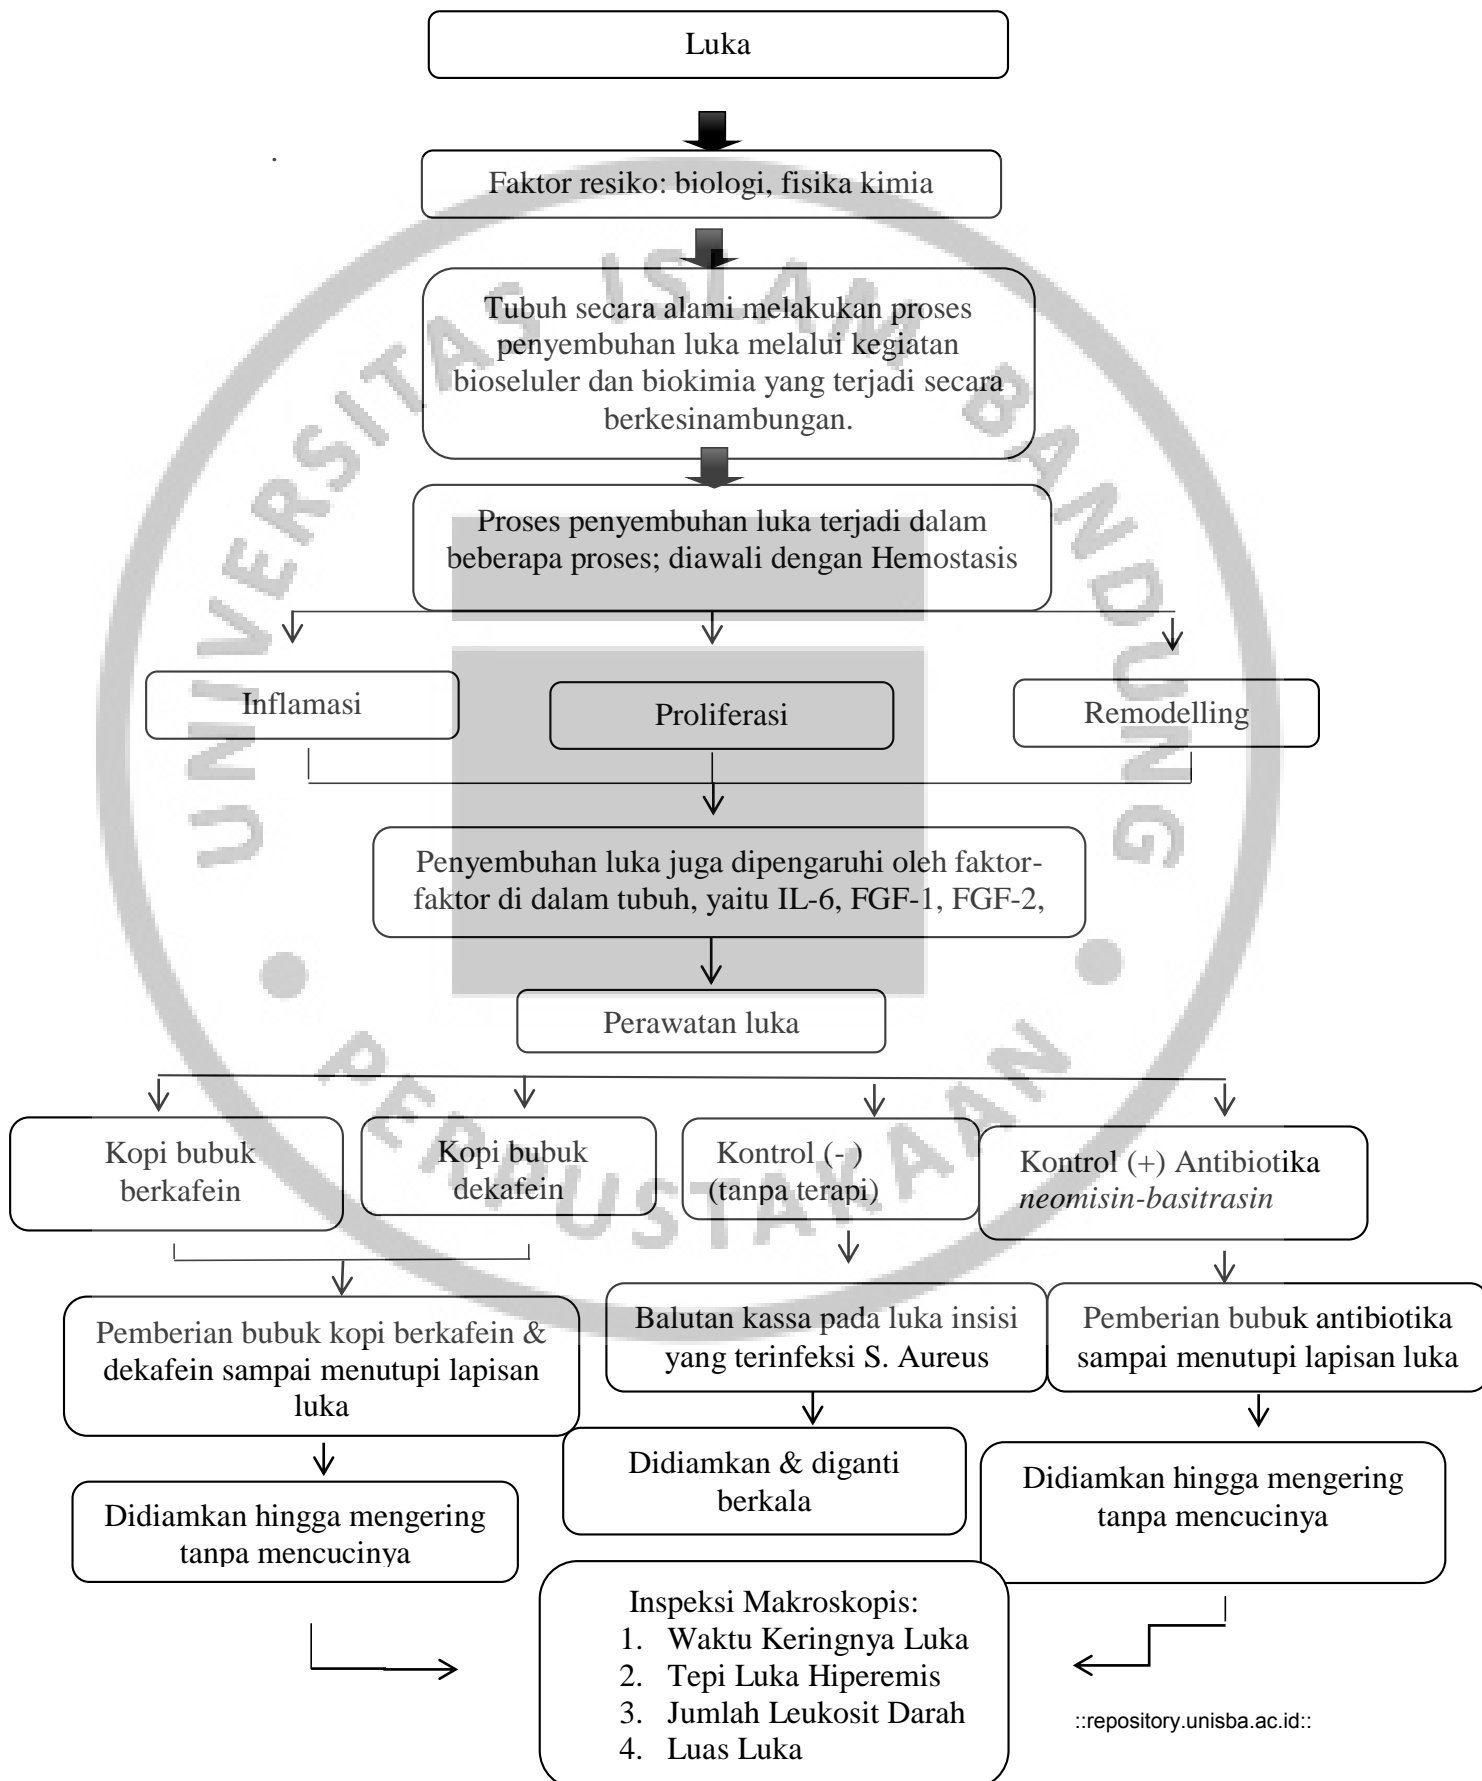 Luka
.
Faktor resiko: biologi, fisika kimia
Tubuh secara alami melakukan proses
penyembuhan luka melalui kegiatan
bioseluler dan biokimia yang terjadi secara
berkesinambungan.
Proses penyembuhan luka terjadi dalam
beberapa proses; diawali dengan Hemostasis
Inflamasi
Proliferasi
Remodelling
Penyembuhan luka juga dipengaruhi oleh faktor-
faktor di dalam tubuh, yaitu IL-6, FGF-1, FGF-2,
Perawatan luka
Kopi bubuk
berkafein
Kopi bubuk
dekafein
Kontrol (- )
(tanpa terapi)
Kontrol (+) Antibiotika
neomisin-basitrasin
Pemberian bubuk kopi berkafein &
dekafein sampai menutupi lapisan
luka
Balutan kassa pada luka insisi
yang terinfeksi S. Aureus
Pemberian bubuk antibiotika
sampai menutupi lapisan luka
Didiamkan hingga mengering
tanpa mencucinya
Didiamkan & diganti
berkala
Didiamkan hingga mengering
tanpa mencucinya
Inspeksi Makroskopis:
1. Waktu Keringnya Luka
2. Tepi Luka Hiperemis
3. Jumlah Leukosit Darah
4. Luas Luka
UNIVERSITAS ISLAM BANDUNG
PERPUSTAKAAN
::repository.unisba.ac.id::